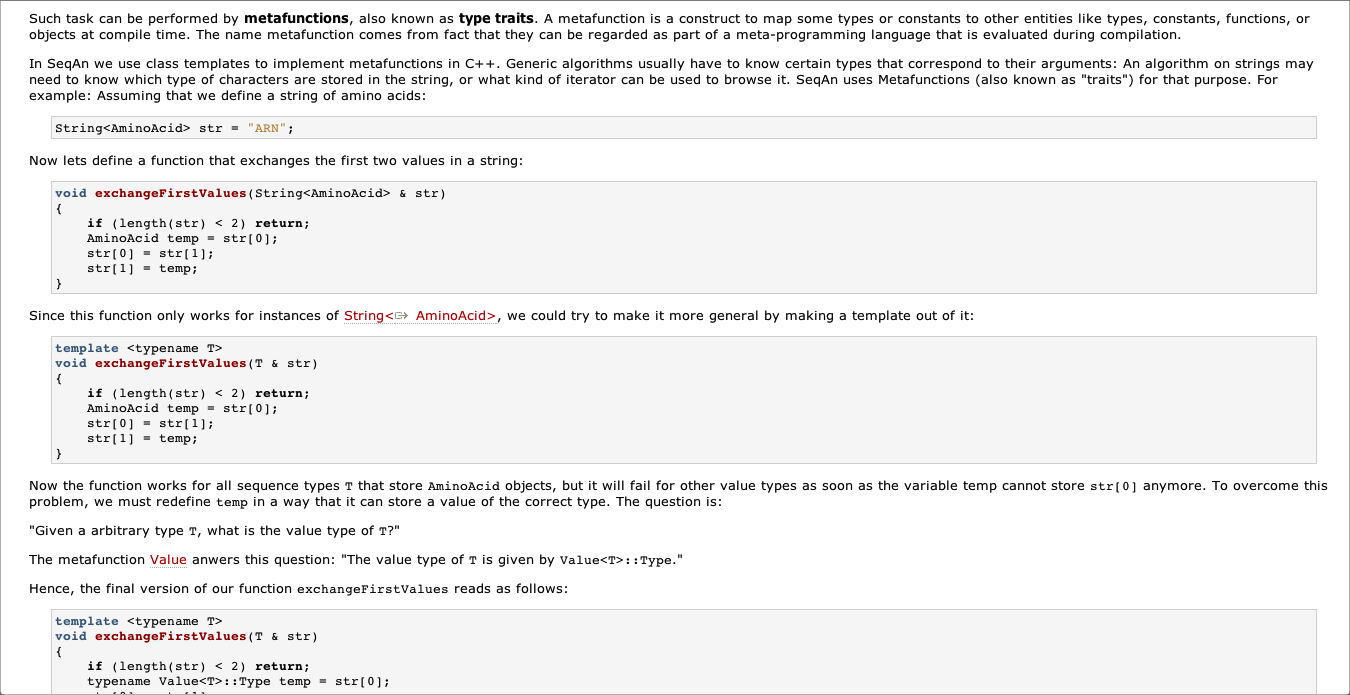 Such task can be performed by metafunctions, also known as type traits. A metafunction is a construct to map some types or constants to other entities like types, constants, functions, or
objects at compile time. The name metafunction comes from fact that they can be regarded as part of a meta-programming language that is evaluated during compilation.
In SeqAn we use class templates to implement metafunctions in C++. Generic algorithms usually have to know certain types that correspond to their arguments: An algorithm on strings may
need to know which type of characters are stored in the string, or what kind of iterator can be used to browse it. SeqAn uses Metafunctions (also known as "traits") for that purpose. For
example: Assuming that we define a string of amino acids:
String<AminoAcid> str = "ARN";
Now lets define a function that exchanges the first two values in a string:
void exchangeFirstValues(String<AminoAcid> & str)
{
    if (length(str) < 2) return;
    AminoAcid temp = str[0];
    str[0] = str[1];
    str[1] = temp;
}
Since this function only works for instances of String< AminoAcid>, we could try to make it more general by making a template out of it:
template <typename T>
void exchangeFirstValues(T & str)
{
    if (length(str) < 2) return;
    AminoAcid temp = str[0];
    str[0] = str[1];
    str[1] = temp;
}
Now the function works for all sequence types T that store AminoAcid objects, but it will fail for other value types as soon as the variable temp cannot store str[0] anymore. To overcome this
problem, we must redefine temp in a way that it can store a value of the correct type. The question is:
"Given a arbitrary type T, what is the value type of T?"
The metafunction Value anwers this question: "The value type of T is given by Value<T>::Type."
Hence, the final version of our function exchangeFirstValues reads as follows:
template <typename T>
void exchangeFirstValues(T & str)
{
    if (length(str) < 2) return;
    typename Value<T>::Type temp = str[0];